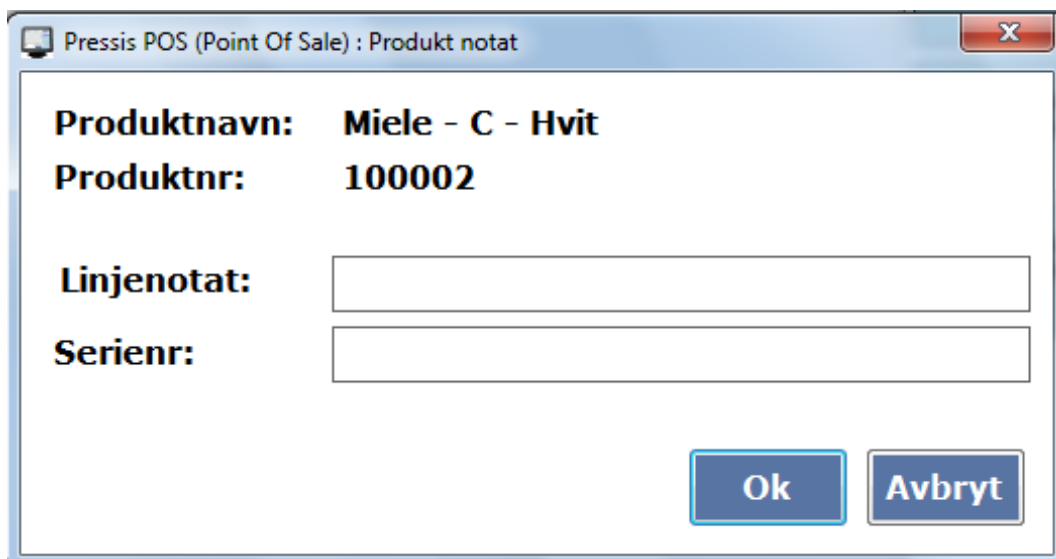 Pressis POS (Point Of Sale) : Produkt notat
Produktnavn: Miele - C - Hvit
Produktnr: 100002
Linjenotat:
Serienr:
Ok Avbryt